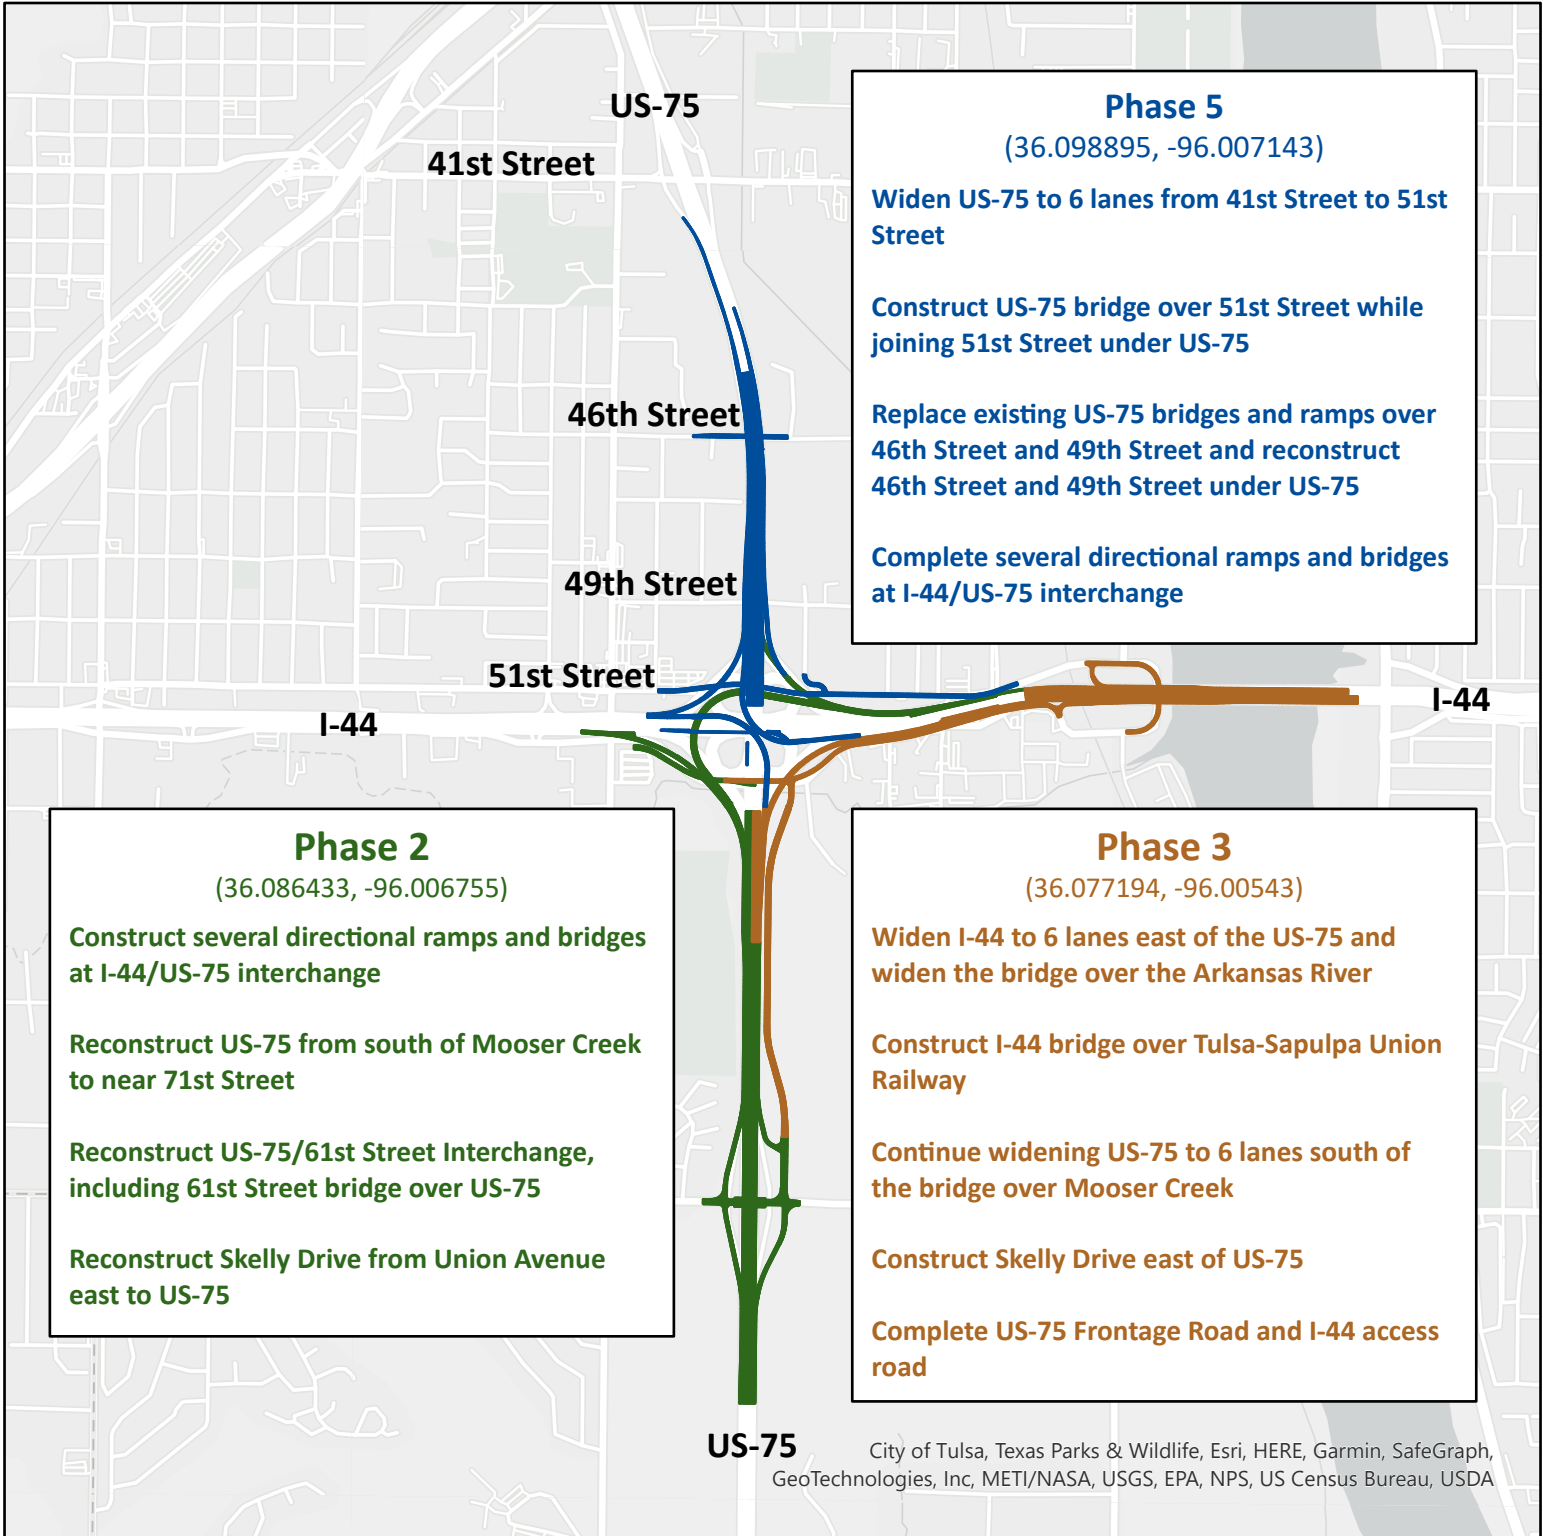 US-75
41st Street
46th Street
49th Street
51st Street
I-44
I-44
Phase 5
(36.098895, -96.007143)
Widen US-75 to 6 lanes from 41st Street to 51st
Street
Construct US-75 bridge over 51st Street while
joining 51st Street under US-75
Replace existing US-75 bridges and ramps over
46th Street and 49th Street and reconstruct
46th Street and 49th Street under US-75
Complete several directional ramps and bridges
at I-44/US-75 interchange
Phase 2
(36.086433, -96.006755)
Construct several directional ramps and bridges
at I-44/US-75 interchange
Reconstruct US-75 from south of Mooser Creek
to near 71st Street
Reconstruct US-75/61st Street Interchange,
including 61st Street bridge over US-75
Reconstruct Skelly Drive from Union Avenue
east to US-75
Phase 3
(36.077194, -96.00543)
Widen I-44 to 6 lanes east of the US-75 and
widen the bridge over the Arkansas River
Construct I-44 bridge over Tulsa-Sapulpa Union
Railway
Continue widening US-75 to 6 lanes south of
the bridge over Mooser Creek
Construct Skelly Drive east of US-75
Complete US-75 Frontage Road and I-44 access
road
US-75
City of Tulsa, Texas Parks & Wildlife, Esri, HERE, Garmin, SafeGraph,
GeoTechnologies, Inc, METI/NASA, USGS, EPA, NPS, US Census Bureau, USDA